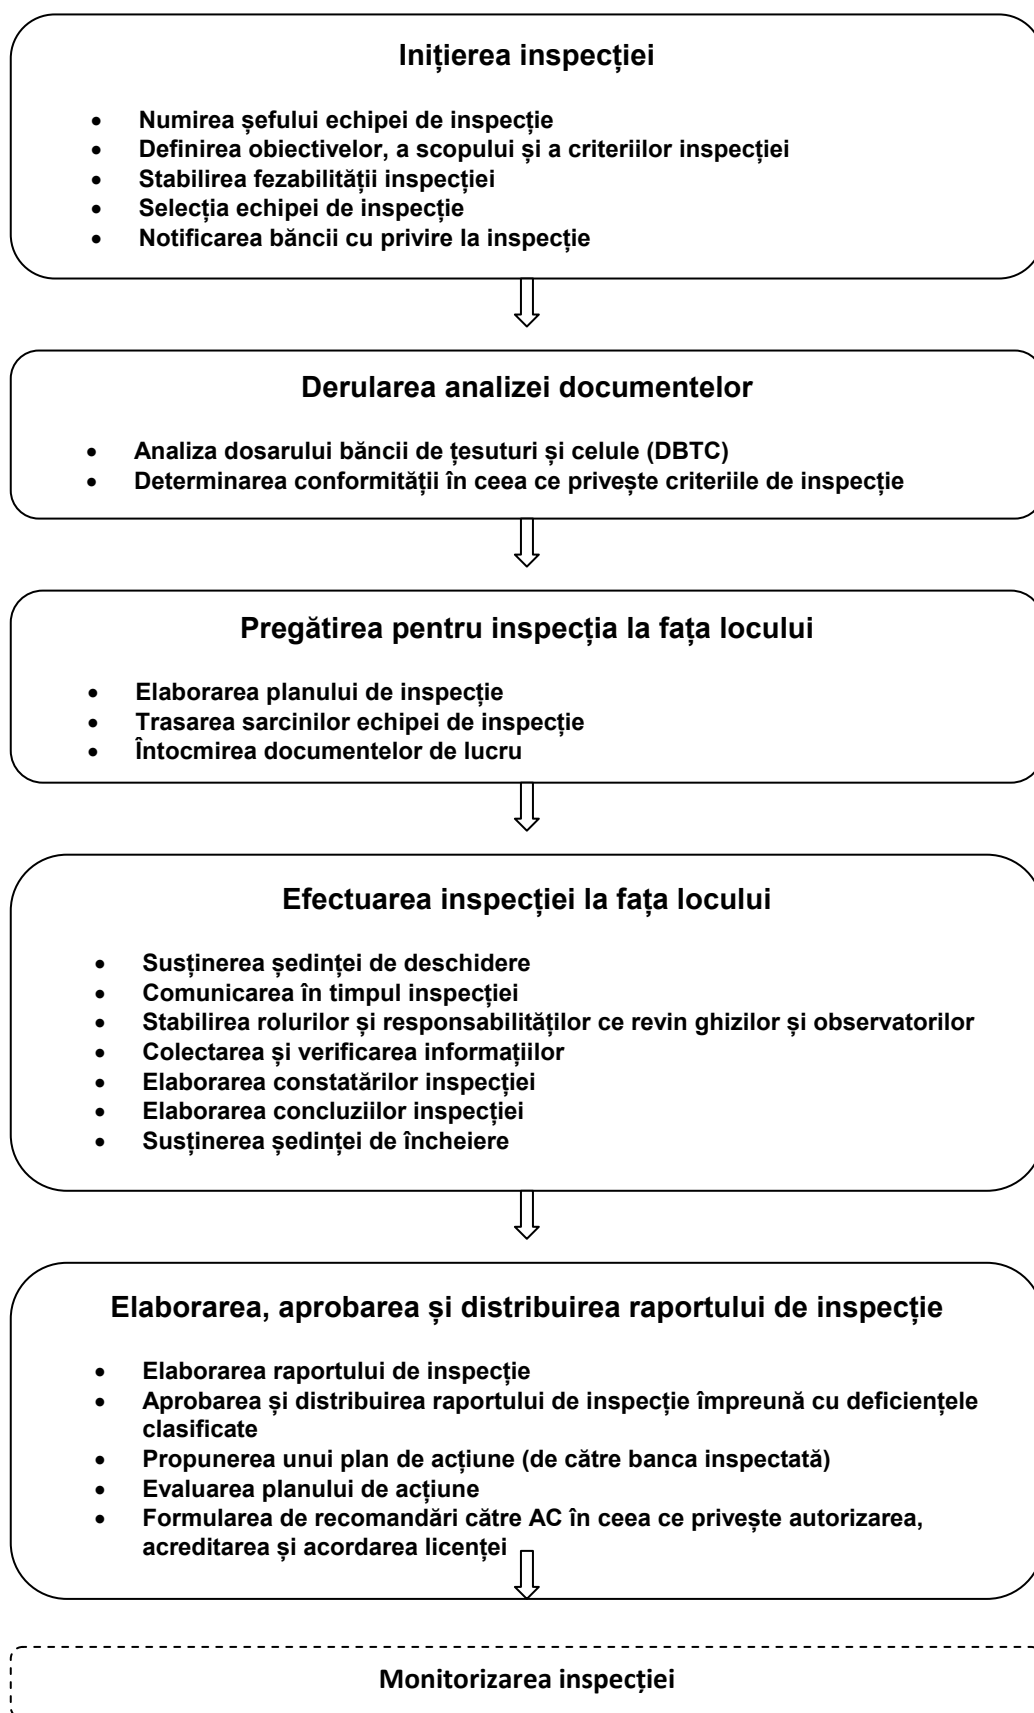 Inițierea inspecției
• Numirea șefului echipei de inspecție
• Definirea obiectivelor, a scopului și a criteriilor inspecției
• Stabilirea fezabilității inspecției
• Selecția echipei de inspecție
• Notificarea băncii cu privire la inspecție
Derularea analizei documentelor
• Analiza dosarului băncii de țesuturi și celule (DBTC)
• Determinarea conformității în ceea ce privește criteriile de inspecție
Pregătirea pentru inspecția la fața locului
• Elaborarea planului de inspecție
• Trasarea sarcinilor echipei de inspecție
• Întocmirea documentelor de lucru
Efectuarea inspecției la fața locului
• Susținerea ședinței de deschidere
• Comunicarea în timpul inspecției
• Stabilirea rolurilor și responsabilităților ce revin ghizilor și observatorilor
• Colectarea și verificarea informațiilor
• Elaborarea constatărilor inspecției
• Elaborarea concluziilor inspecției
• Susținerea ședinței de încheiere
Elaborarea, aprobarea și distribuirea raportului de inspecție
• Elaborarea raportului de inspecție
• Aprobarea și distribuirea raportului de inspecție împreună cu deficiențele
clasificate
• Propunerea unui plan de acțiune (de către banca inspectată)
• Evaluarea planului de acțiune
• Formularea de recomandări către AC în ceea ce privește autorizarea,
acreditarea și acordarea licenței
Monitorizarea inspecției